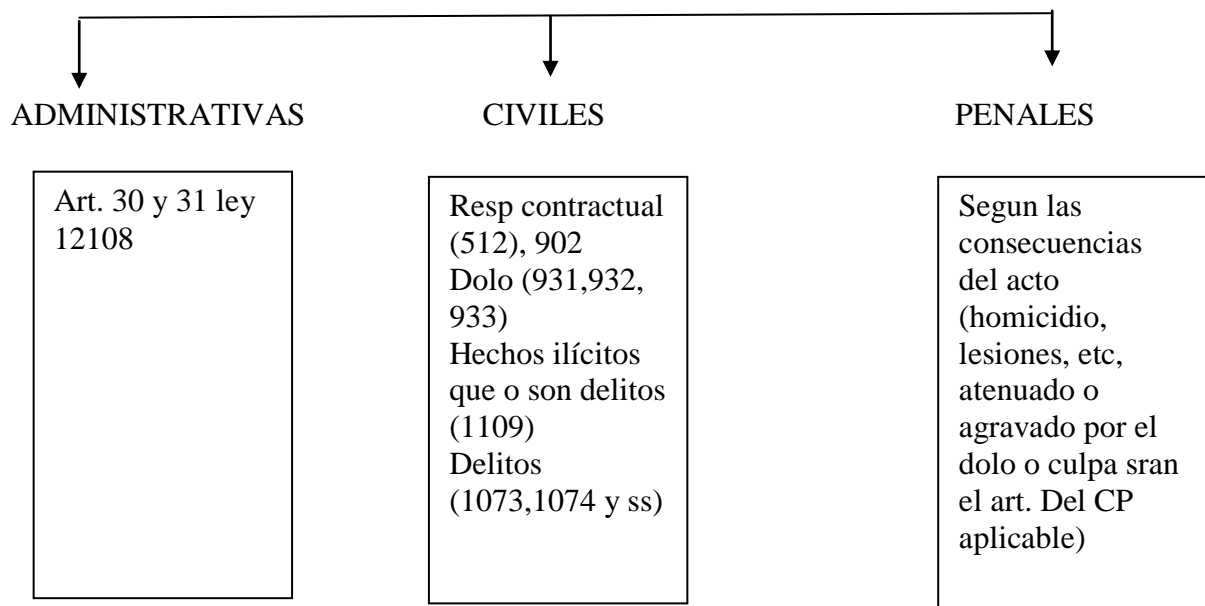 ADMINISTRATIVAS
CIVILES
PENALES
Art. 30 y 31 ley
12108
Resp contractual
(512), 902
Dolo (931,932,
933)
Hechos ilícitos
que o son delitos
(1109)
Delitos
(1073,1074 y ss)
Segun las
consecuencias
del acto
(homicidio,
lesiones, etc,
atenuado o
agravado por el
dolo o culpa sran
el art. Del CP
aplicable)